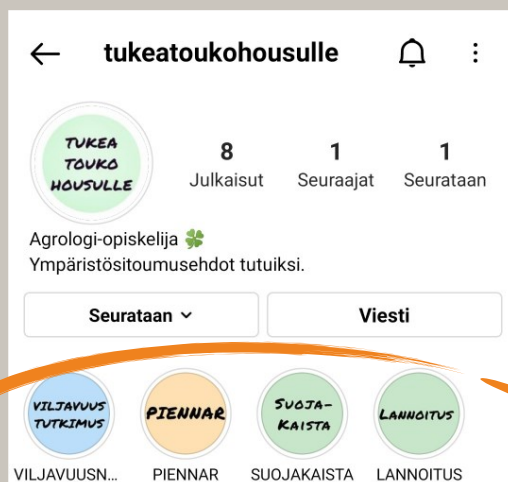 tukeatoukohousulle
TUKEA
TOUKO
HOUSULLE
8 1 1
Julkaisut Seuraajat Seurataan
Agrologi-opiskelija 🍀
Ympäristösitoumusehdot tutuiksi.
Seurataan Viesti
VILJAVUUS
TUTKIMUS
PIENNAR
SUOJA-
KAISTA
LANNOITUS
VILJAVUUSN... PIENNAR SUOJAKAISTA LANNOITUS